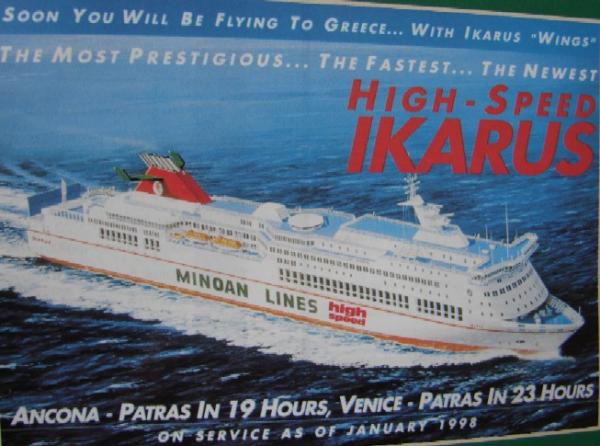 SOON YOU WILL BE FLYING TO GREECE... WITH IKARUS "WINGS"
THE MOST PRESTIGIOUS... THE FASTEST... THE NEWEST
HIGH-SPEED
IKARUS
MINOAN LINES high speed
ANCONA - PATRAS IN 19 HOURS, VENICE - PATRAS IN 23 HOURS
ON SERVICE AS OF JANUARY 1998